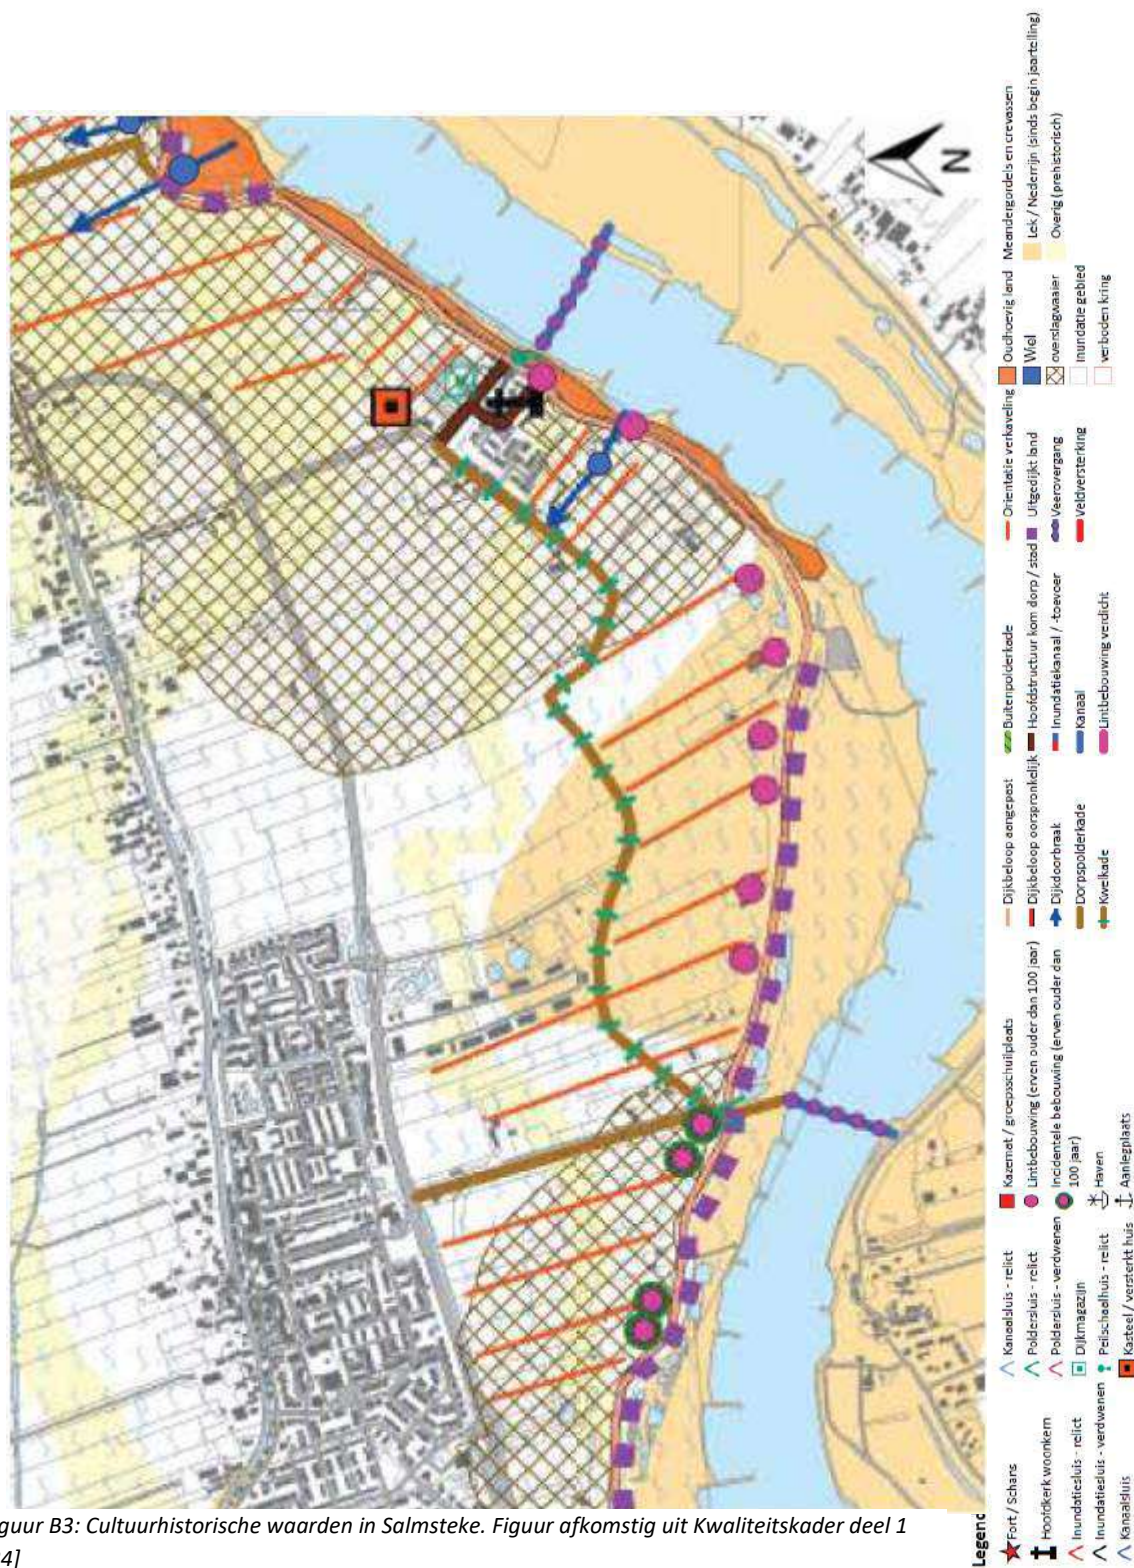 N
guur B3: Cultuurhistorische waarden in Salmsteke. Figuur afkomstig uit Kwaliteitskader deel 1
4]
Legend
Fort / Schans
Hoofdkerk woonkern
Inundatiesluis - relict
Inundatiesluis - verdwenen
Kanaalsluis
Kanaalsluis - relict
Poldersluis - relict
Poldersluis - verdwenen
Dijkmagazijn
Peilschaalhuis - relict
Kasteel / versterkt huis
Kazemat / groepsschuilplaats
Lintbebouwing (erven ouder dan 100 jaar)
Incidentele bebouwing (erven ouder dan
100 jaar)
Haven
Aanlegplaats
Dijkbeloop aangepast
Dijkbeloop oorspronkelijk
Dijkdoorbraak
Dorpspolderkade
Kwelkade
Buitenpolderkade
Hoofdstructuur kom dorp / stad
Inundatiekanaal / -toevoer
Kanaal
Lintbebouwing verdicht
Orientatie verkaveling
Uitgedijkt land
Veerovergang
Veldversterking
Oudhoevig land
Wiel
overslagwaaier
Inundatie gebied
verboden kring
Meandergordels en crevassen
Lek / Nederrijn (sinds begin jaartelling)
Overig (prehistorisch)